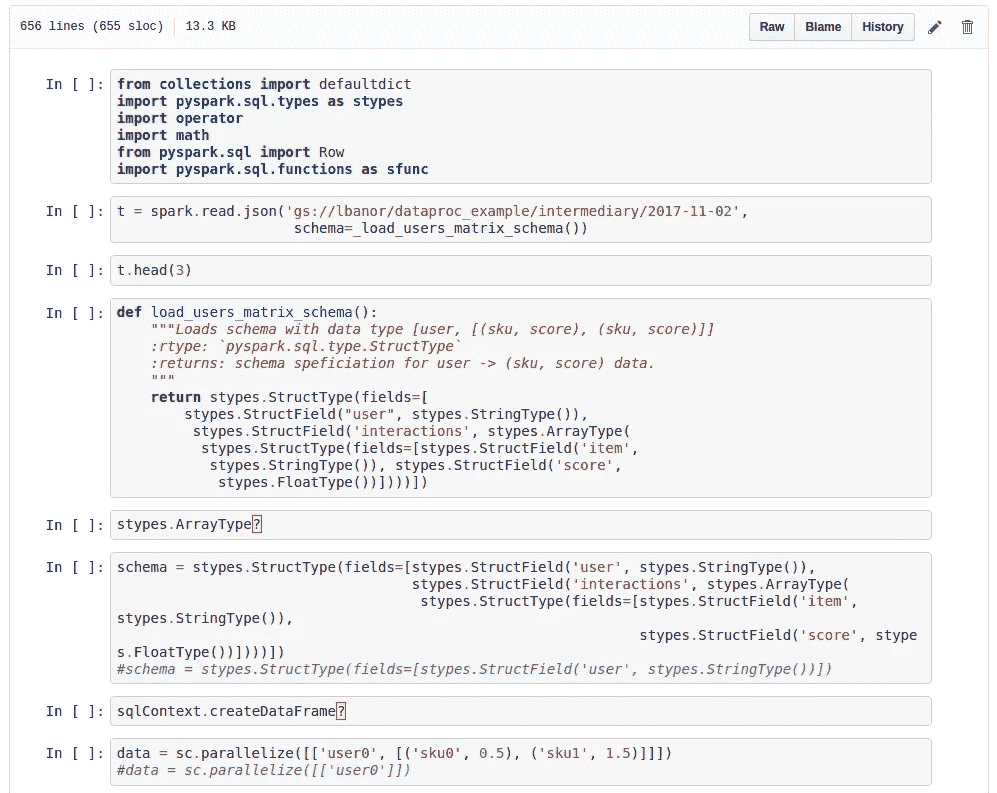 656 lines (655 sloc) 13.3 KB Raw Blame History
In [ ]: from collections import defaultdict
import pyspark.sql.types as stypes
import operator
import math
from pyspark.sql import Row
import pyspark.sql.functions as sfunc
In [ ]: t = spark.read.json('gs://lbanor/dataproc_example/intermediary/2017-11-02',
schema=_load_users_matrix_schema())
In [ ]: t.head(3)
In [ ]: def load_users_matrix_schema():
"""Loads schema with data type [user, [(sku, score), (sku, score)]]
:rtype: `pyspark.sql.type.StructType`
:returns: schema speficiation for user -> (sku, score) data.
"""
return stypes.StructType(fields=[
stypes.StructField("user", stypes.StringType()),
stypes.StructField('interactions', stypes.ArrayType(
stypes.StructType(fields=[stypes.StructField('item',
stypes.StringType()), stypes.StructField('score',
stypes.FloatType())])))])
In [ ]: stypes.ArrayType?
In [ ]: schema = stypes.StructType(fields=[stypes.StructField('user', stypes.StringType()),
stypes.StructField('interactions', stypes.ArrayType(
stypes.StructType(fields=[stypes.StructField('item',
stypes.StringType()),
stypes.StructField('score', stype
s.FloatType())])))])
#schema = stypes.StructType(fields=[stypes.StructField('user', stypes.StringType())])
In [ ]: sqlContext.createDataFrame?
In [ ]: data = sc.parallelize([['user0', [('sku0', 0.5), ('sku1', 1.5)]]])
#data = sc.parallelize([['user0']])